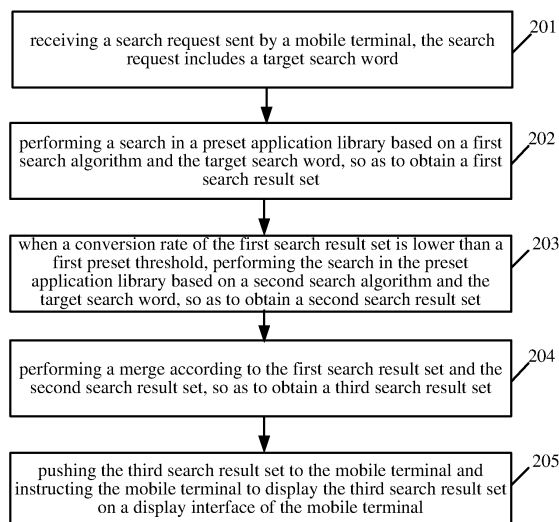 201
receiving a search request sent by a mobile terminal, the search
request includes a target search word
202
performing a search in a preset application library based on a first
search algorithm and the target search word, so as to obtain a first
search result set
203
when a conversion rate of the first search result set is lower than a
first preset threshold, performing the search in the preset
application library based on a second search algorithm and the
target search word, so as to obtain a second search result set
204
performing a merge according to the first search result set and the
second search result set, so as to obtain a third search result set
205
pushing the third search result set to the mobile terminal and
instructing the mobile terminal to display the third search result set
on a display interface of the mobile terminal